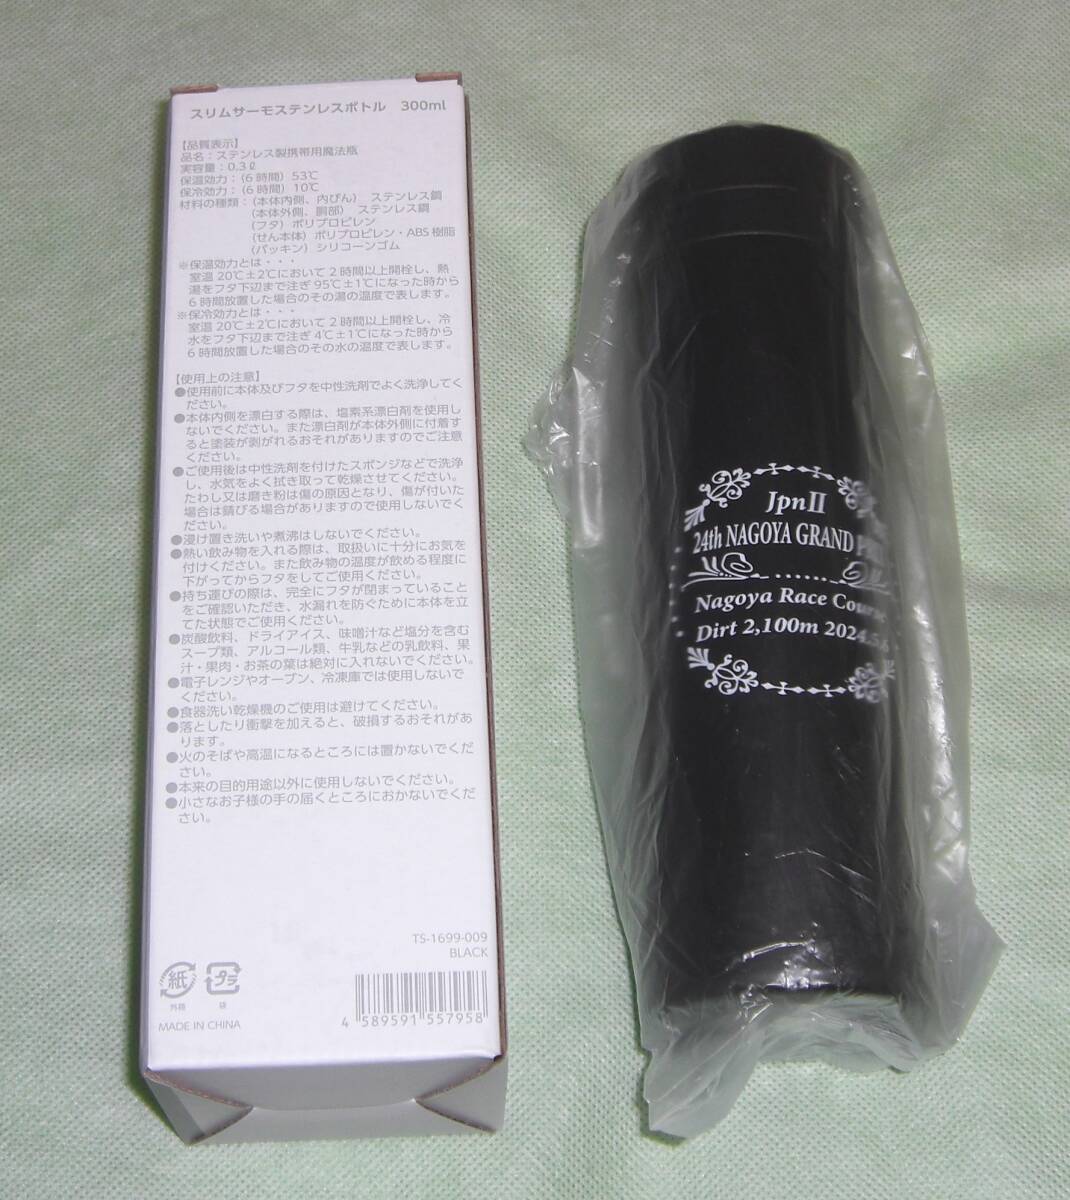 スリムサーモステンレスボトル 300ml
【品質表示】
品名：ステンレス製携帯用魔法瓶
実容量：0.3ℓ
保温効力：（6時間）53℃
保冷効力：（6時間）10℃
材料の種類：（本体内側、内びん） ステンレス鋼
（本体外側、胴部） ステンレス鋼
（フタ）ポリプロピレン
（せん本体）ポリプロピレン・ABS樹脂
（パッキン）シリコーンゴム
※保温効力とは・・・
室温20℃±2℃において2時間以上開栓し、熱
湯をフタ下辺まで注ぎ95℃±1℃になった時から
6時間放置した場合のその湯の温度で表します。
※保冷効力とは・・・
室温20℃±2℃において2時間以上開栓し、冷
水をフタ下辺まで注ぎ4℃±1℃になった時から
6時間放置した場合のその水の温度で表します。
【使用上の注意】
●使用前に本体及びフタを中性洗剤でよく洗浄してく
ださい。
●本体内側を漂白する際は、塩素系漂白剤を使用し
ないでください。また漂白剤が本体外側に付着す
ると塗装が剥がれるおそれがありますのでご注意
ください。
●ご使用後は中性洗剤を付けたスポンジなどで洗浄
し、水気をよく拭き取って乾燥させてください。
たわし又は磨き粉は傷の原因となり、傷が付いた
場合は錆びる場合がありますので使用しないでく
ださい。
●浸け置き洗いや煮沸はしないでください。
●熱い飲み物を入れる際は、取扱いに十分にお気を
付けください。また飲み物の温度が飲める程度に
下がってからフタをしてご使用ください。
●持ち運びの際は、完全にフタが閉まっていること
をご確認いただき、水漏れを防ぐために本体を立
てた状態でご使用ください。
●炭酸飲料、ドライアイス、味噌汁など塩分を含む
スープ類、アルコール類、牛乳などの乳飲料、果
汁・果肉・お茶の葉は絶対に入れないでください。
●電子レンジやオーブン、冷凍庫では使用しないで
ください。
●食器洗い乾燥機のご使用は避けてください。
●落としたり衝撃を加えると、破損するおそれがあ
ります。
●火のそばや高温になるところには置かないでくだ
さい。
●本来の目的用途以外に使用しないでください。
●小さなお子様の手の届くところにおかないでくだ
さい。
TS-1699-009
BLACK
紙
外箱
プラ
袋
MADE IN CHINA
4 589591 557958
JpnⅡ
24th NAGOYA GRAND
Nagoya Race Course
Dirt 2,100m 2024.5.6